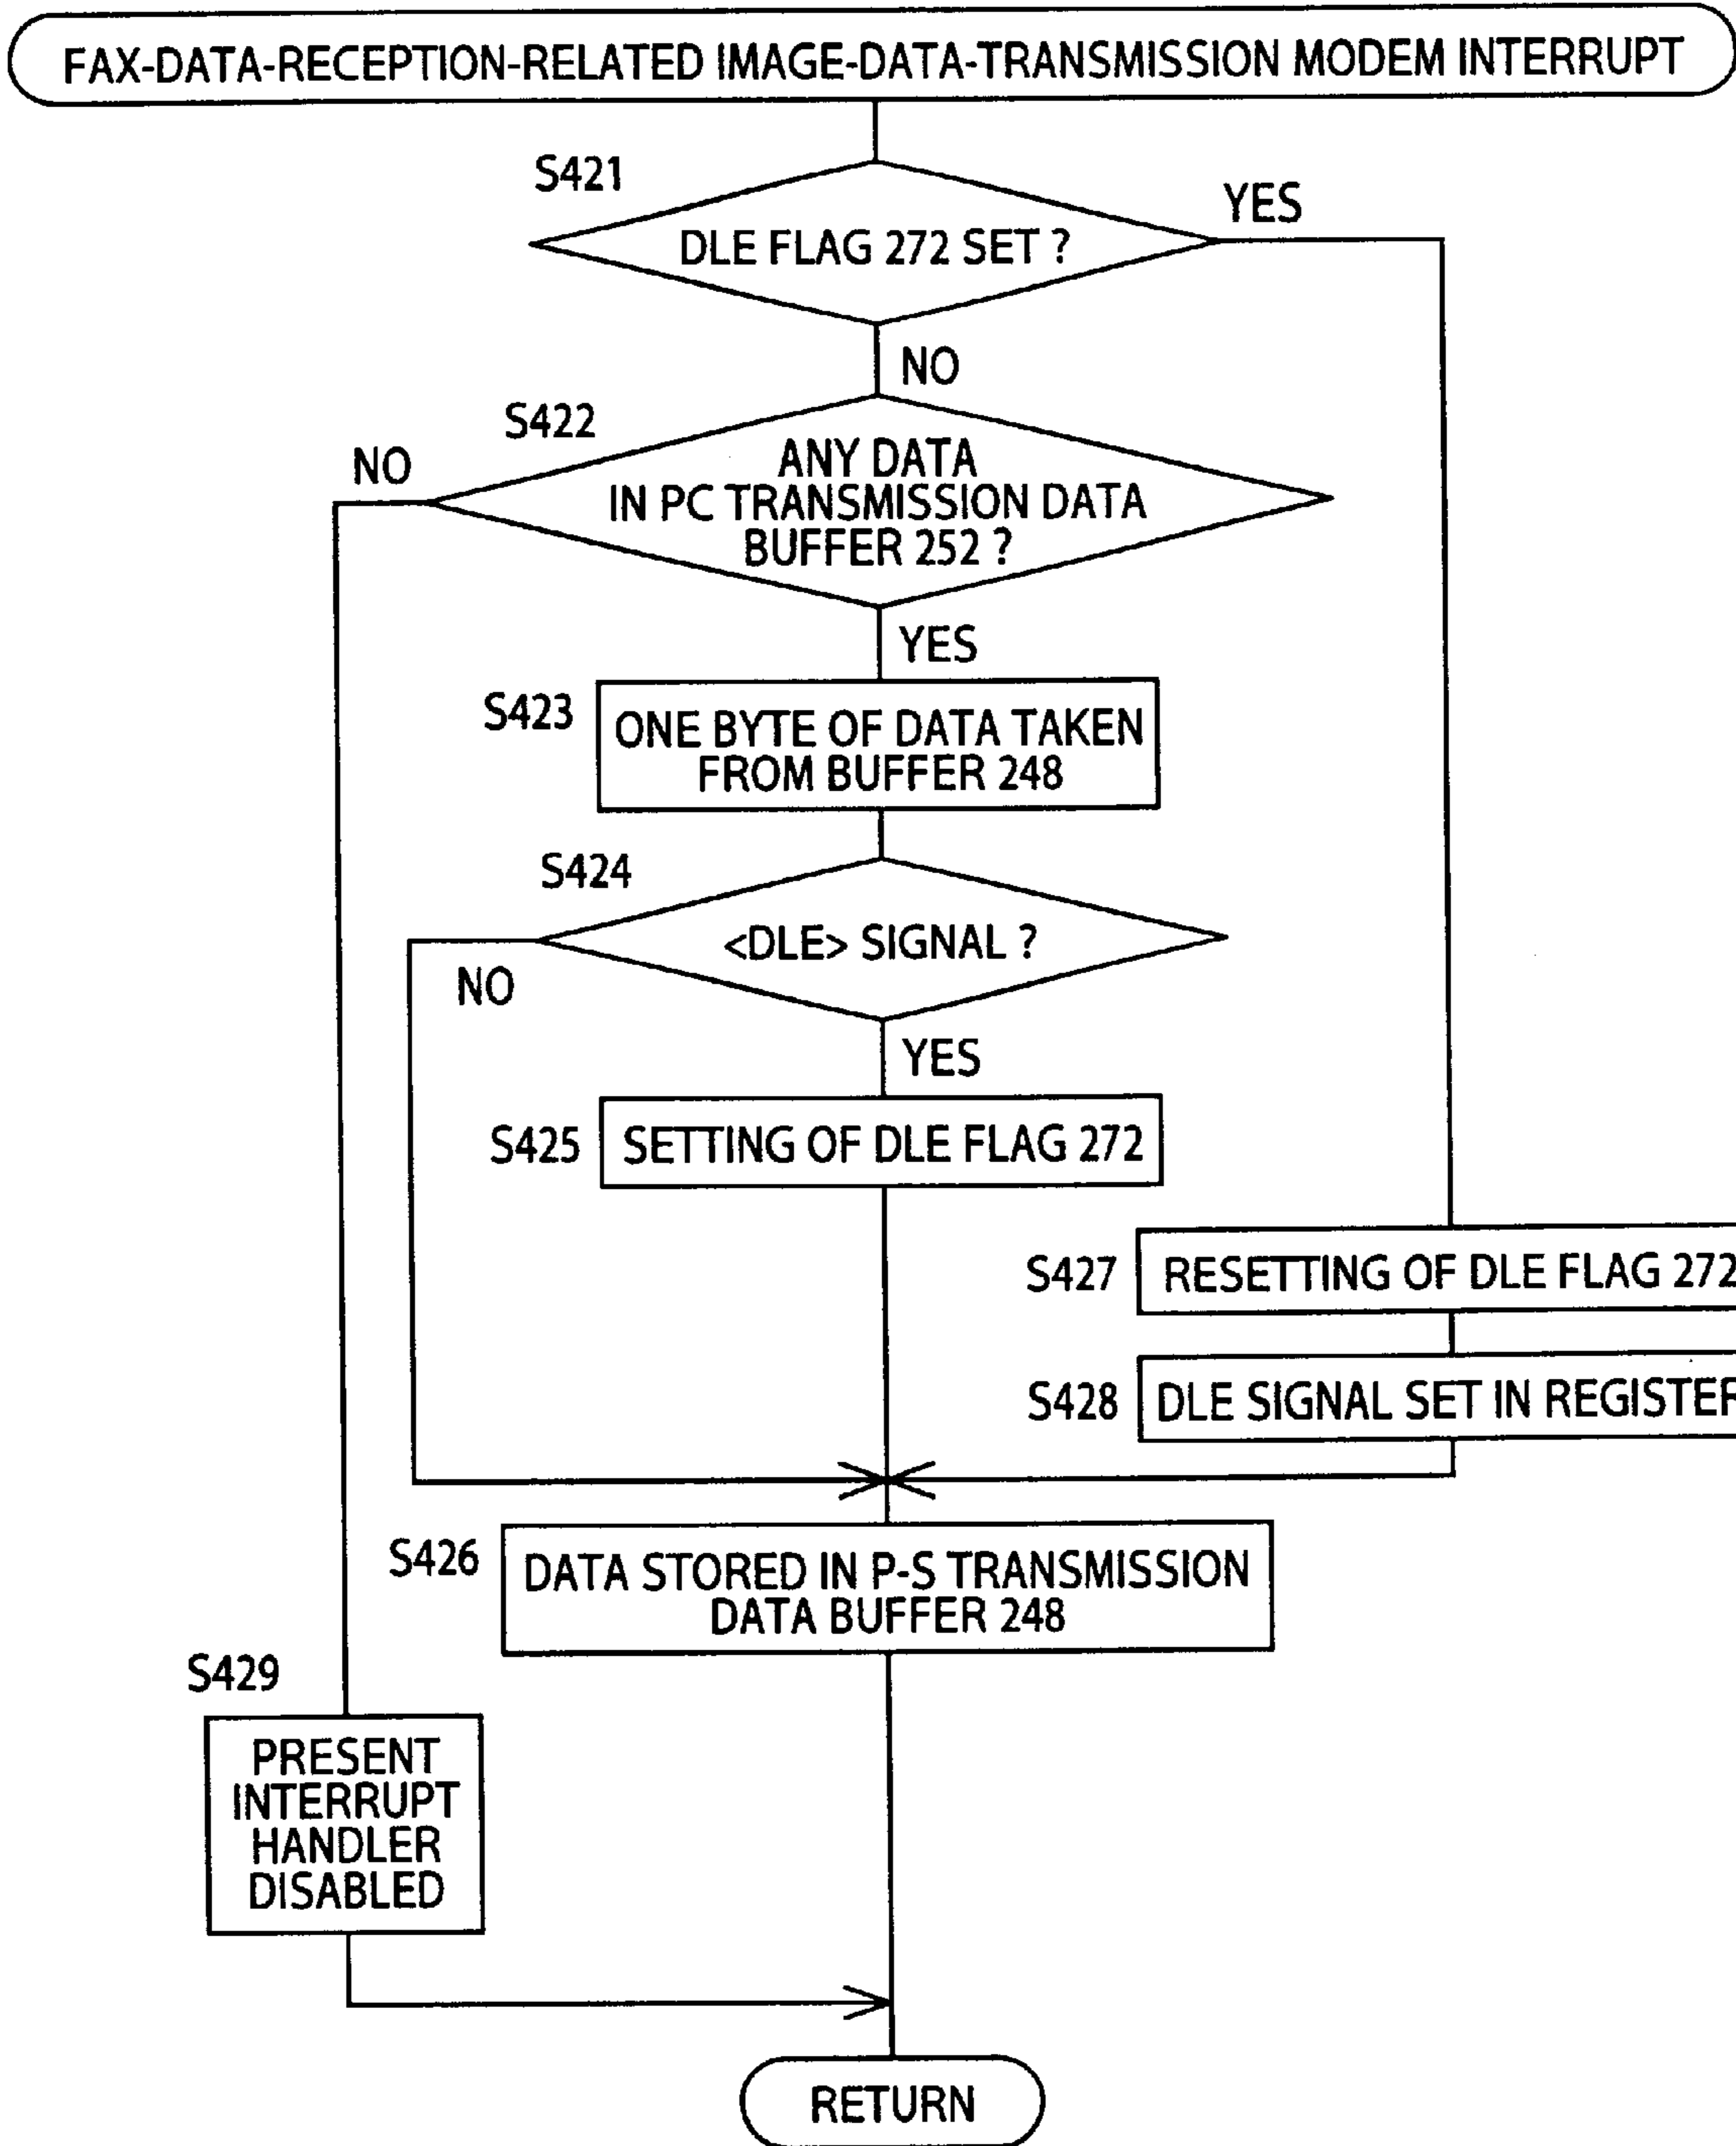 FAX-DATA-RECEPTION-RELATED IMAGE-DATA-TRANSMISSION MODEM INTERRUPT
S421
YES
DLE FLAG 272 SET ?
NO
S422
NO
ANY DATA
IN PC TRANSMISSION DATA
BUFFER 252 ?
YES
S423
ONE BYTE OF DATA TAKEN
FROM BUFFER 248
S424
<DLE> SIGNAL ?
NO
YES
S425
SETTING OF DLE FLAG 272
S427
RESETTING OF DLE FLAG 272
S428
DLE SIGNAL SET IN REGISTER
S426
DATA STORED IN P-S TRANSMISSION
DATA BUFFER 248
S429
PRESENT
INTERRUPT
HANDLER
DISABLED
RETURN